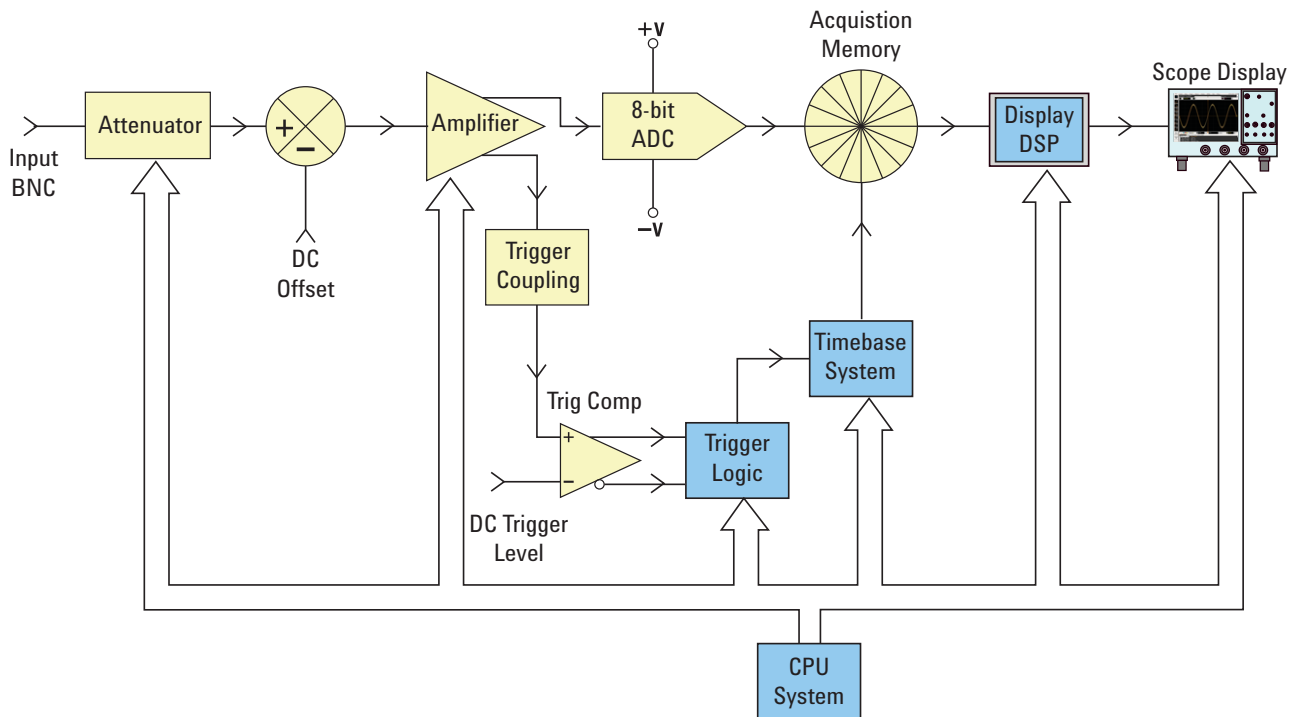 Acquistion
Memory
+v
Scope Display
Attenuator
+
−
Amplifier
8-bit
ADC
Display
DSP
Input
BNC
−v
DC
Offset
Trigger
Coupling
Timebase
System
Trig Comp
+
−
Trigger
Logic
DC Trigger
Level
CPU
System